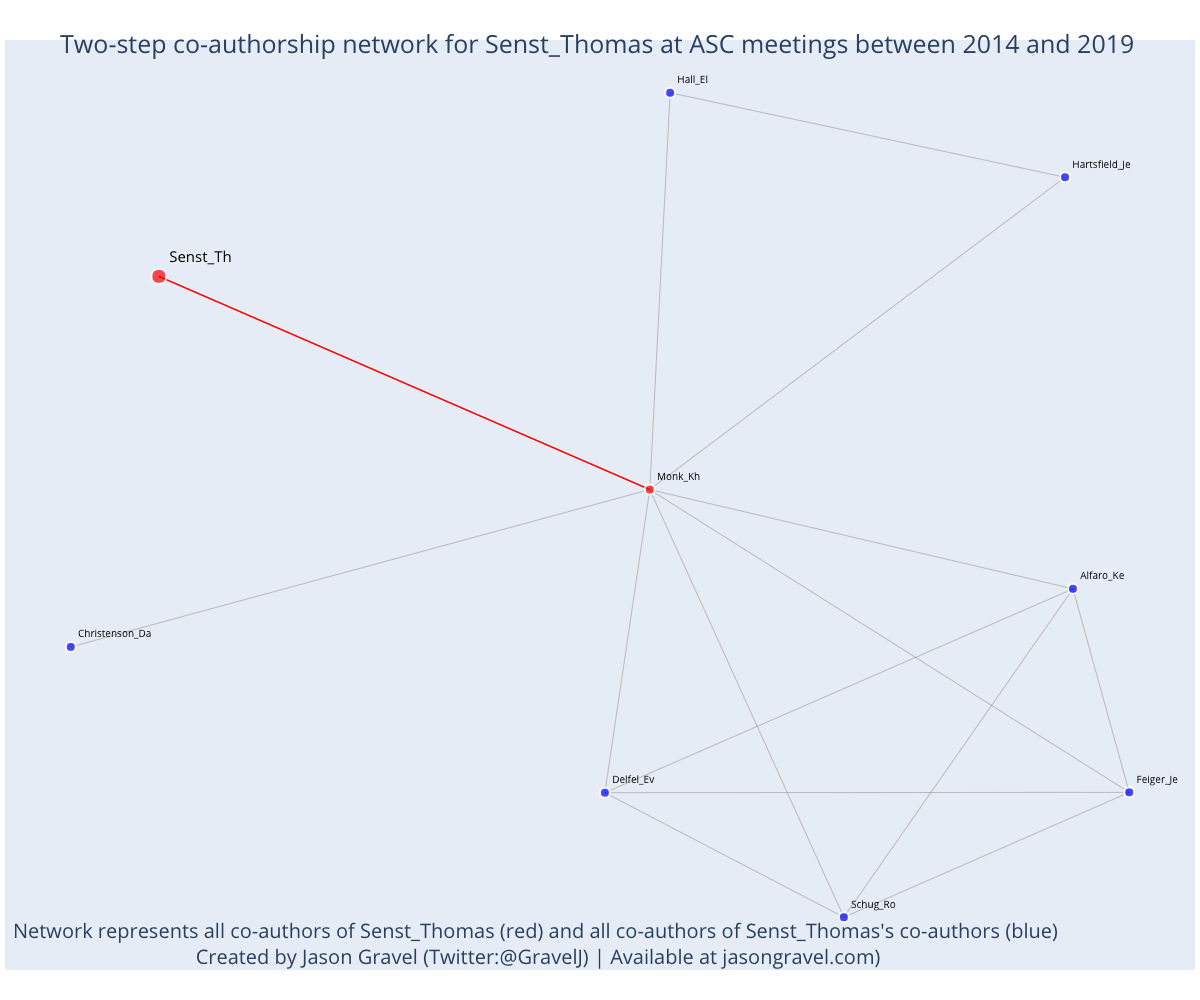 Two-step co-authorship network for Senst_Thomas at ASC meetings between 2014 and 2019
Hall_El
Hartsfield_Je
Senst_Th
Monk_Kh
Alfaro_Ke
Christenson_Da
Delfel_Ev
Feiger_Je
Schug_Ro
Network represents all co-authors of Senst_Thomas (red) and all co-authors of Senst_Thomas's co-authors (blue)
Created by Jason Gravel (Twitter:@GravelJ) | Available at jasongravel.com)